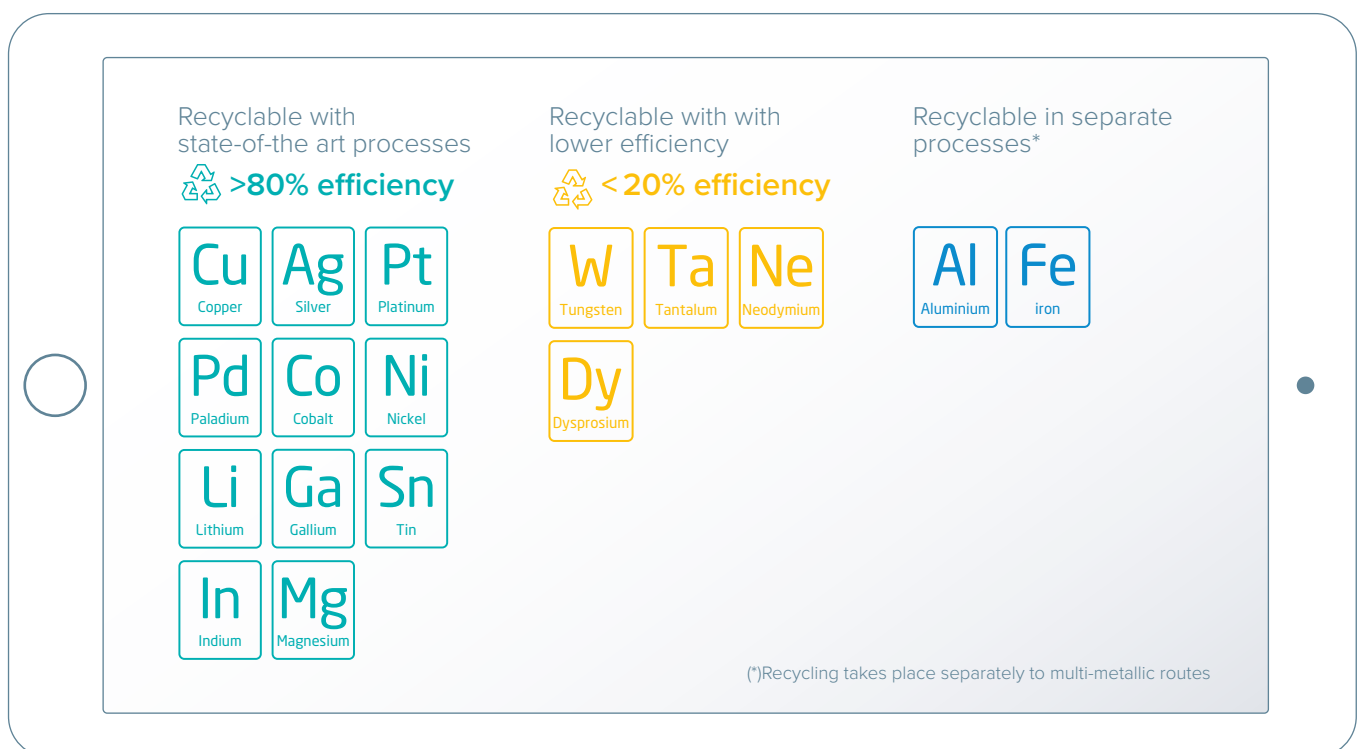 Recyclable with
state-of-the art processes
>80% efficiency
Cu
Copper
Ag
Silver
Pt
Platinum
Pd
Paladium
Co
Cobalt
Ni
Nickel
Li
Lithium
Ga
Gallium
Sn
Tin
In
Indium
Mg
Magnesium
Recyclable with with
lower efficiency
< 20% efficiency
W
Tungsten
Ta
Tantalum
Ne
Neodymium
Dy
Dysprosium
Recyclable in separate
processes*
Al
Aluminium
Fe
iron
(*)Recycling takes place separately to multi-metallic routes